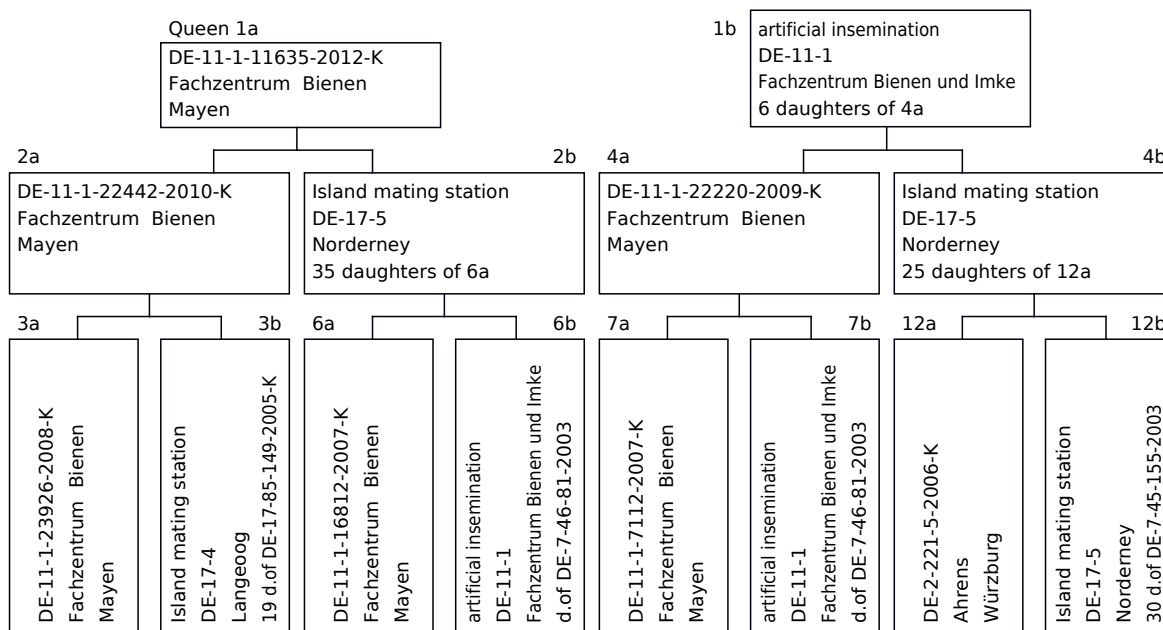 Queen 1a
DE-11-1-11635-2012-K
Fachzentrum Bienen
Mayen
1b
artificial insemination
DE-11-1
Fachzentrum Bienen und Imke
6 daughters of 4a
2a
DE-11-1-22442-2010-K
Fachzentrum Bienen
Mayen
2b
Island mating station
DE-17-5
Norderney
35 daughters of 6a
4a
DE-11-1-22220-2009-K
Fachzentrum Bienen
Mayen
4b
Island mating station
DE-17-5
Norderney
25 daughters of 12a
3a
DE-11-1-23926-2008-K
Fachzentrum Bienen
Mayen
3b
Island mating station
DE-17-4
Langeoog
19 d.of DE-17-85-149-2005-K
6a
DE-11-1-16812-2007-K
Fachzentrum Bienen
Mayen
6b
artificial insemination
DE-11-1
Fachzentrum Bienen und Imke
d.of DE-7-46-81-2003
7a
DE-11-1-7112-2007-K
Fachzentrum Bienen
Mayen
7b
artificial insemination
DE-11-1
Fachzentrum Bienen und Imke
d.of DE-7-46-81-2003
12a
DE-2-221-5-2006-K
Ahrens
Würzburg
12b
Island mating station
DE-17-5
Norderney
30 d.of DE-7-45-155-2003